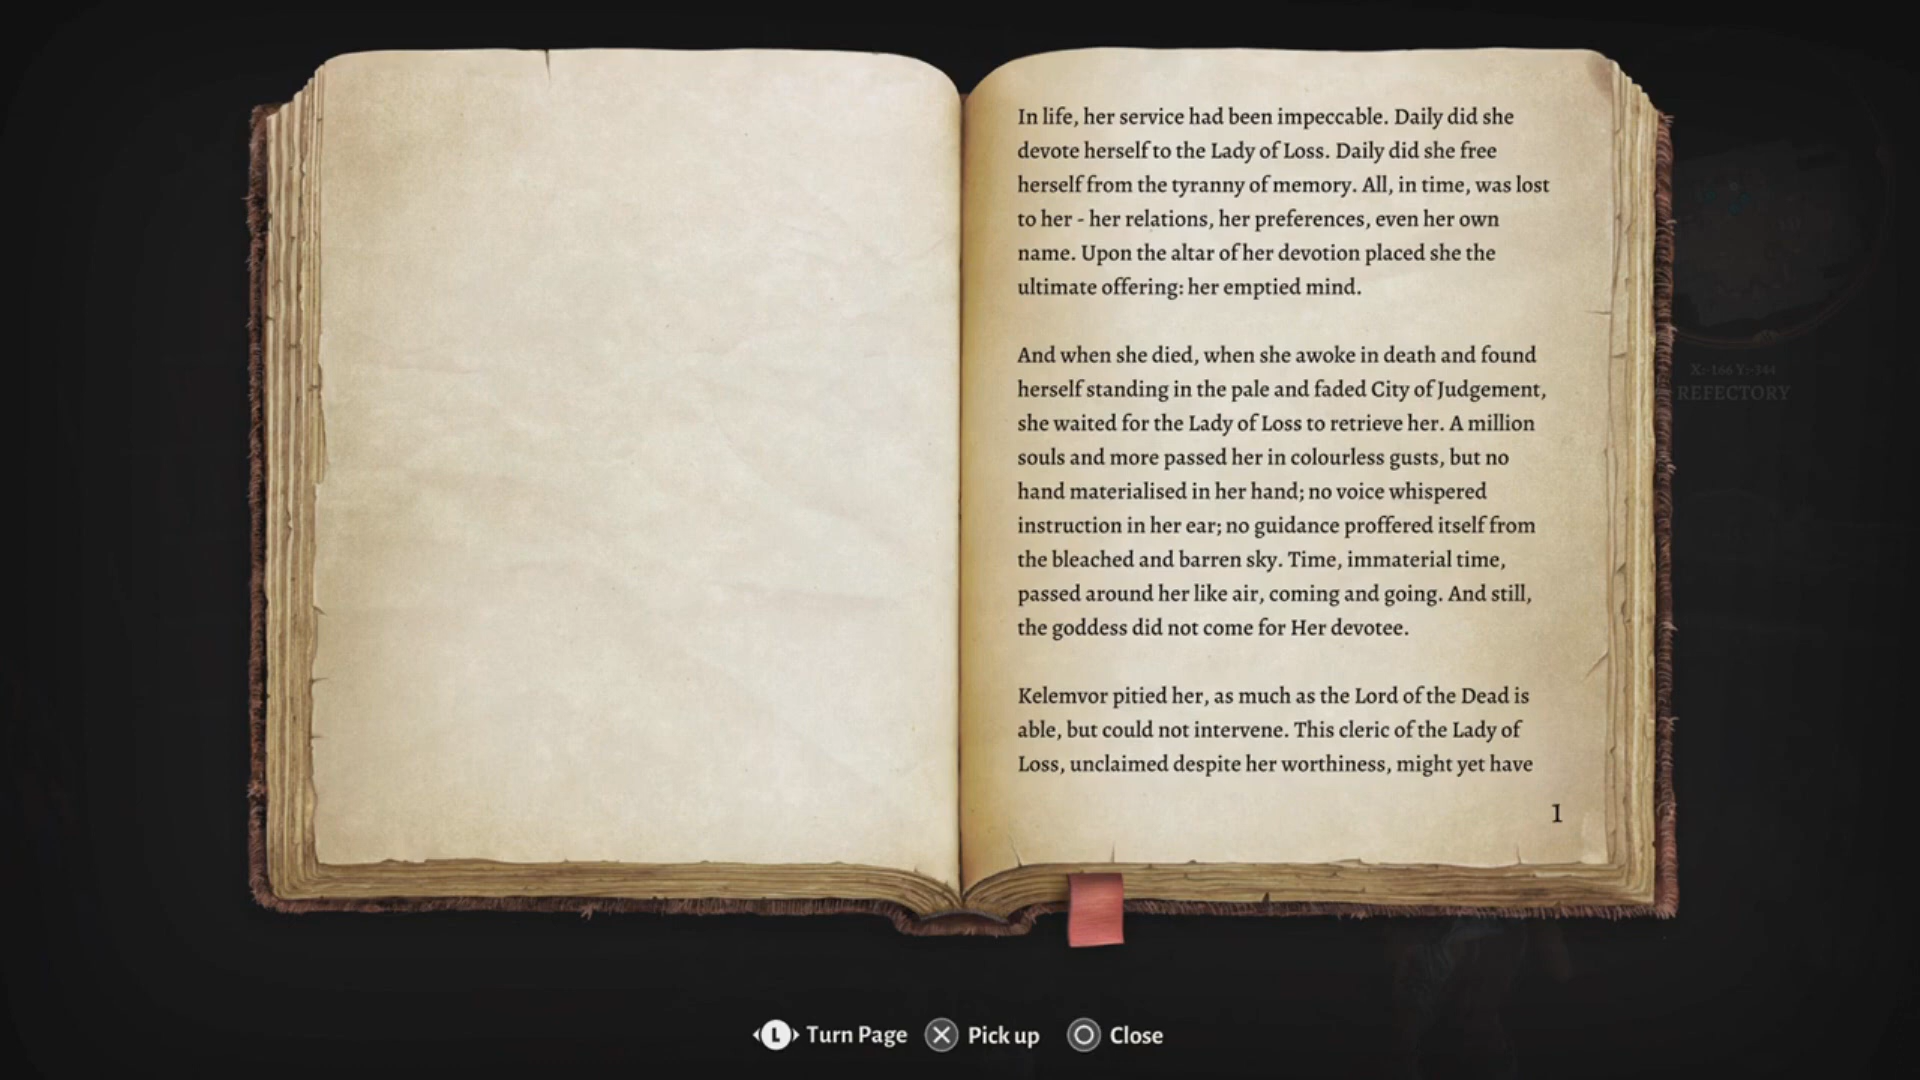 In life, her service had been impeccable. Daily did she
devote herself to the Lady of Loss. Daily did she free
herself from the tyranny of memory. All, in time, was lost
to her - her relations, her preferences, even her own
name. Upon the altar of her devotion placed she the
ultimate offering: her emptied mind.
And when she died, when she awoke in death and found
herself standing in the pale and faded City of Judgement,
she waited for the Lady of Loss to retrieve her. A million
souls and more passed her in colourless gusts, but no
hand materialised in her hand; no voice whispered
instruction in her ear; no guidance proffered itself from
the bleached and barren sky. Time, immaterial time,
passed around her like air, coming and going. And still,
the goddess did not come for Her devotee.
Kelemvor pitied her, as much as the Lord of the Dead is
able, but could not intervene. This cleric of the Lady of
Loss, unclaimed despite her worthiness, might yet have
1
X:-166 Y:-344
REFECTORY
L Turn Page Pick up Close